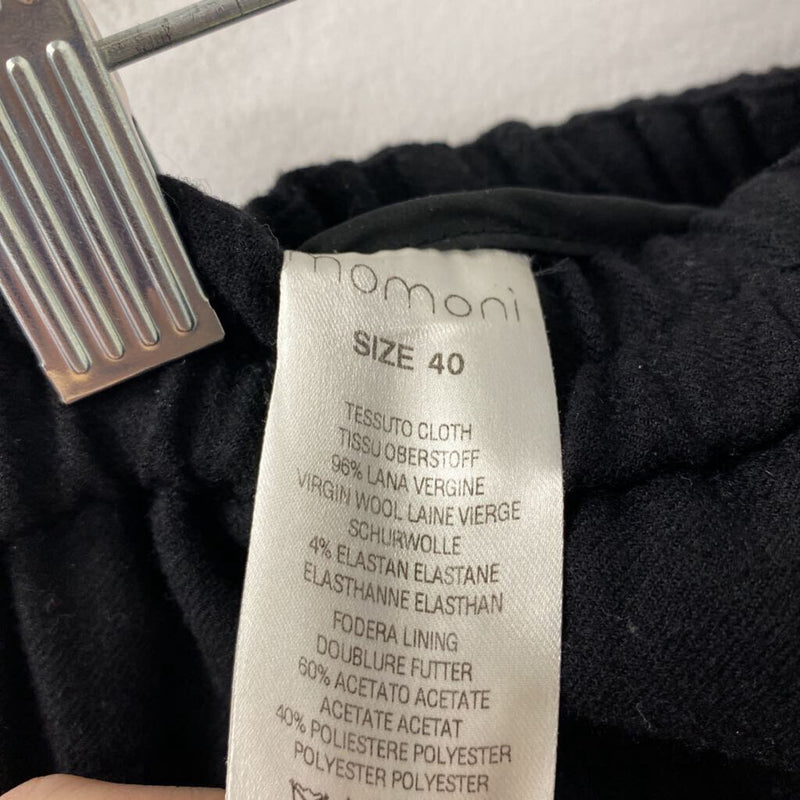 momoni
SIZE 40
TESSUTO CLOTH
TISSU OBERSTOFF
96% LANA VERGINE
VIRGIN WOOL LAINE VIERGE
SCHURWOLLE
4% ELASTAN ELASTANE
ELASTHANNE ELASTHAN
FODERA LINING
DOUBLURE FUTTER
60% ACETATO ACETATE
ACETATE ACETAT
40% POLIESTERE POLYESTER
POLYESTER POLYESTER